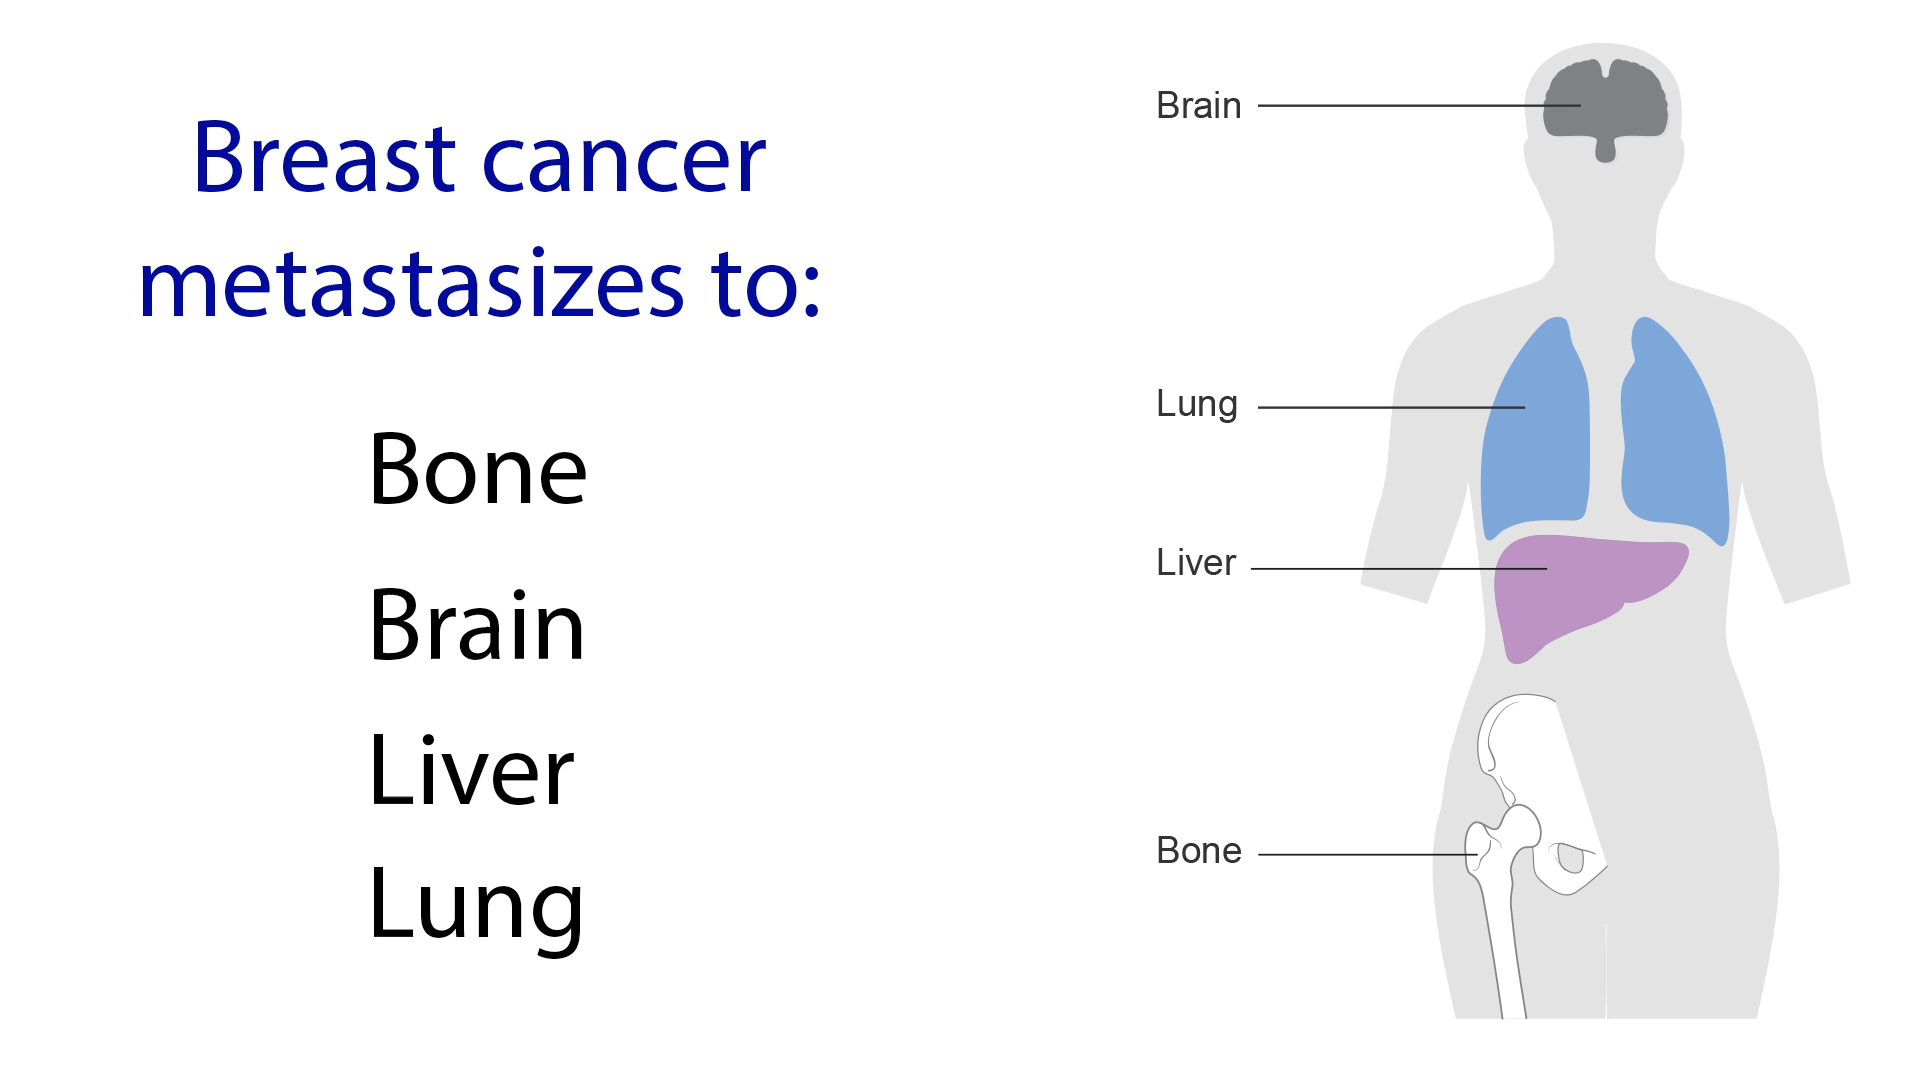 Breast cancer
metastasizes to:
Bone
Brain
Liver
Lung
Brain
Lung
Liver
Bone